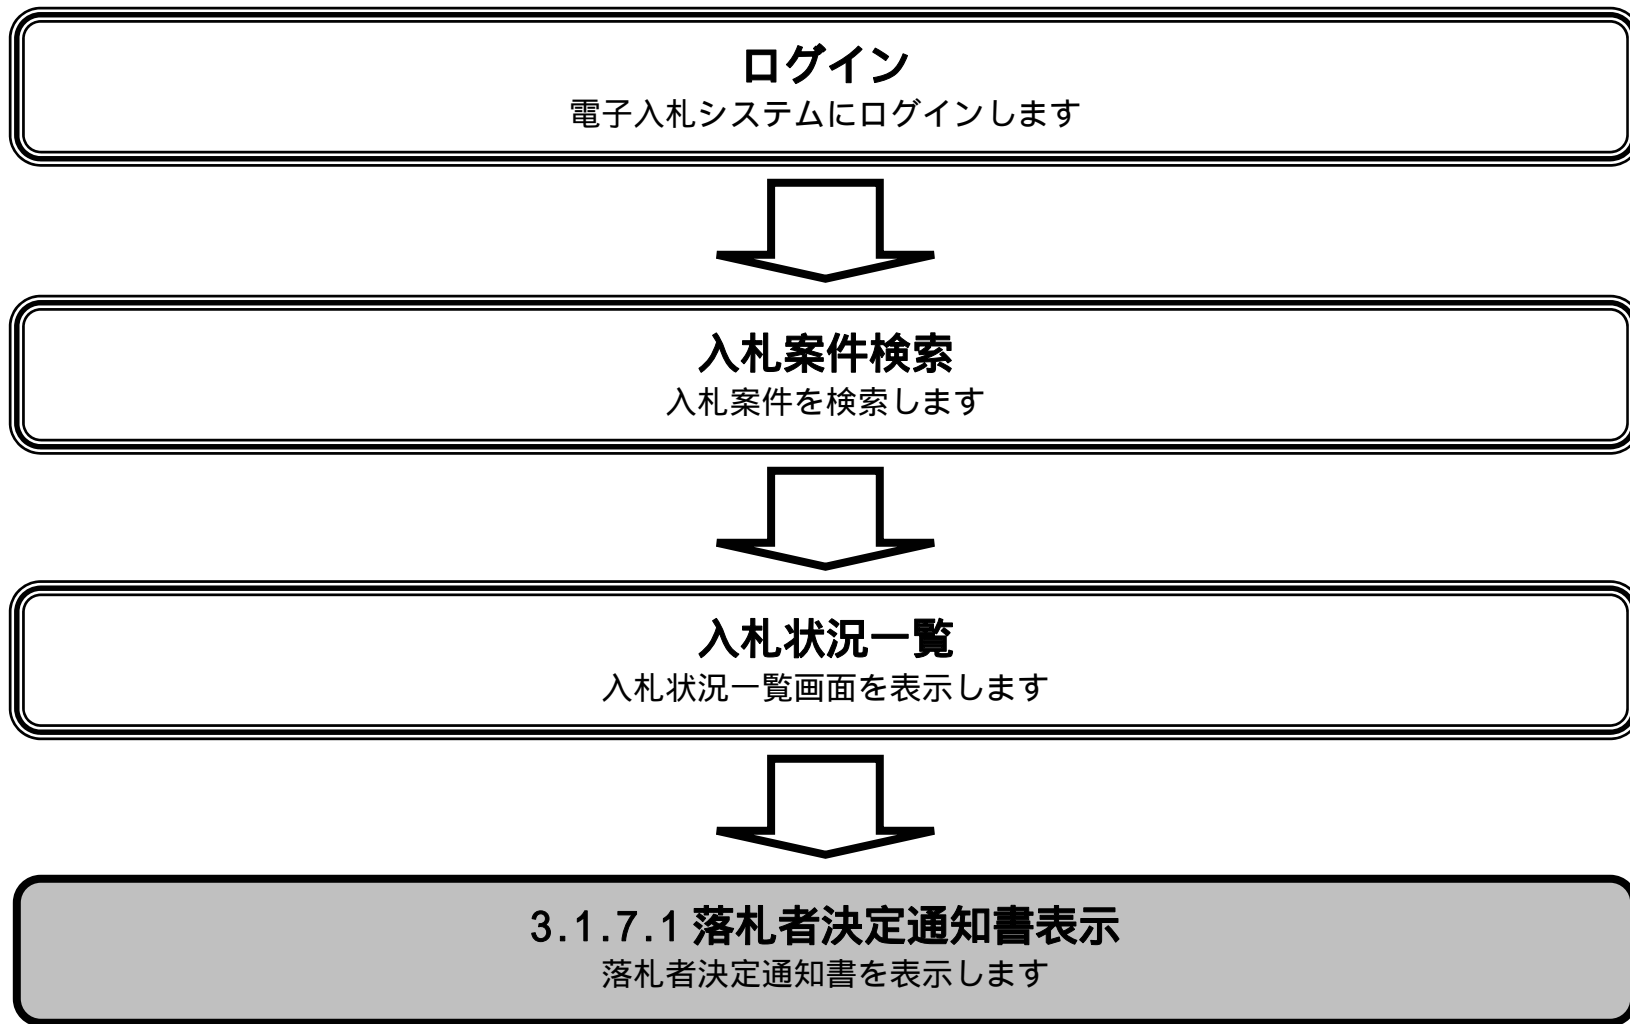 ログイン
電子入札システムにログインします
入札案件検索
入札案件を検索します
入札状況一覧
入札状況一覧画面を表示します
3.1.7.1 落札者決定通知書表示
落札者決定通知書を表示します